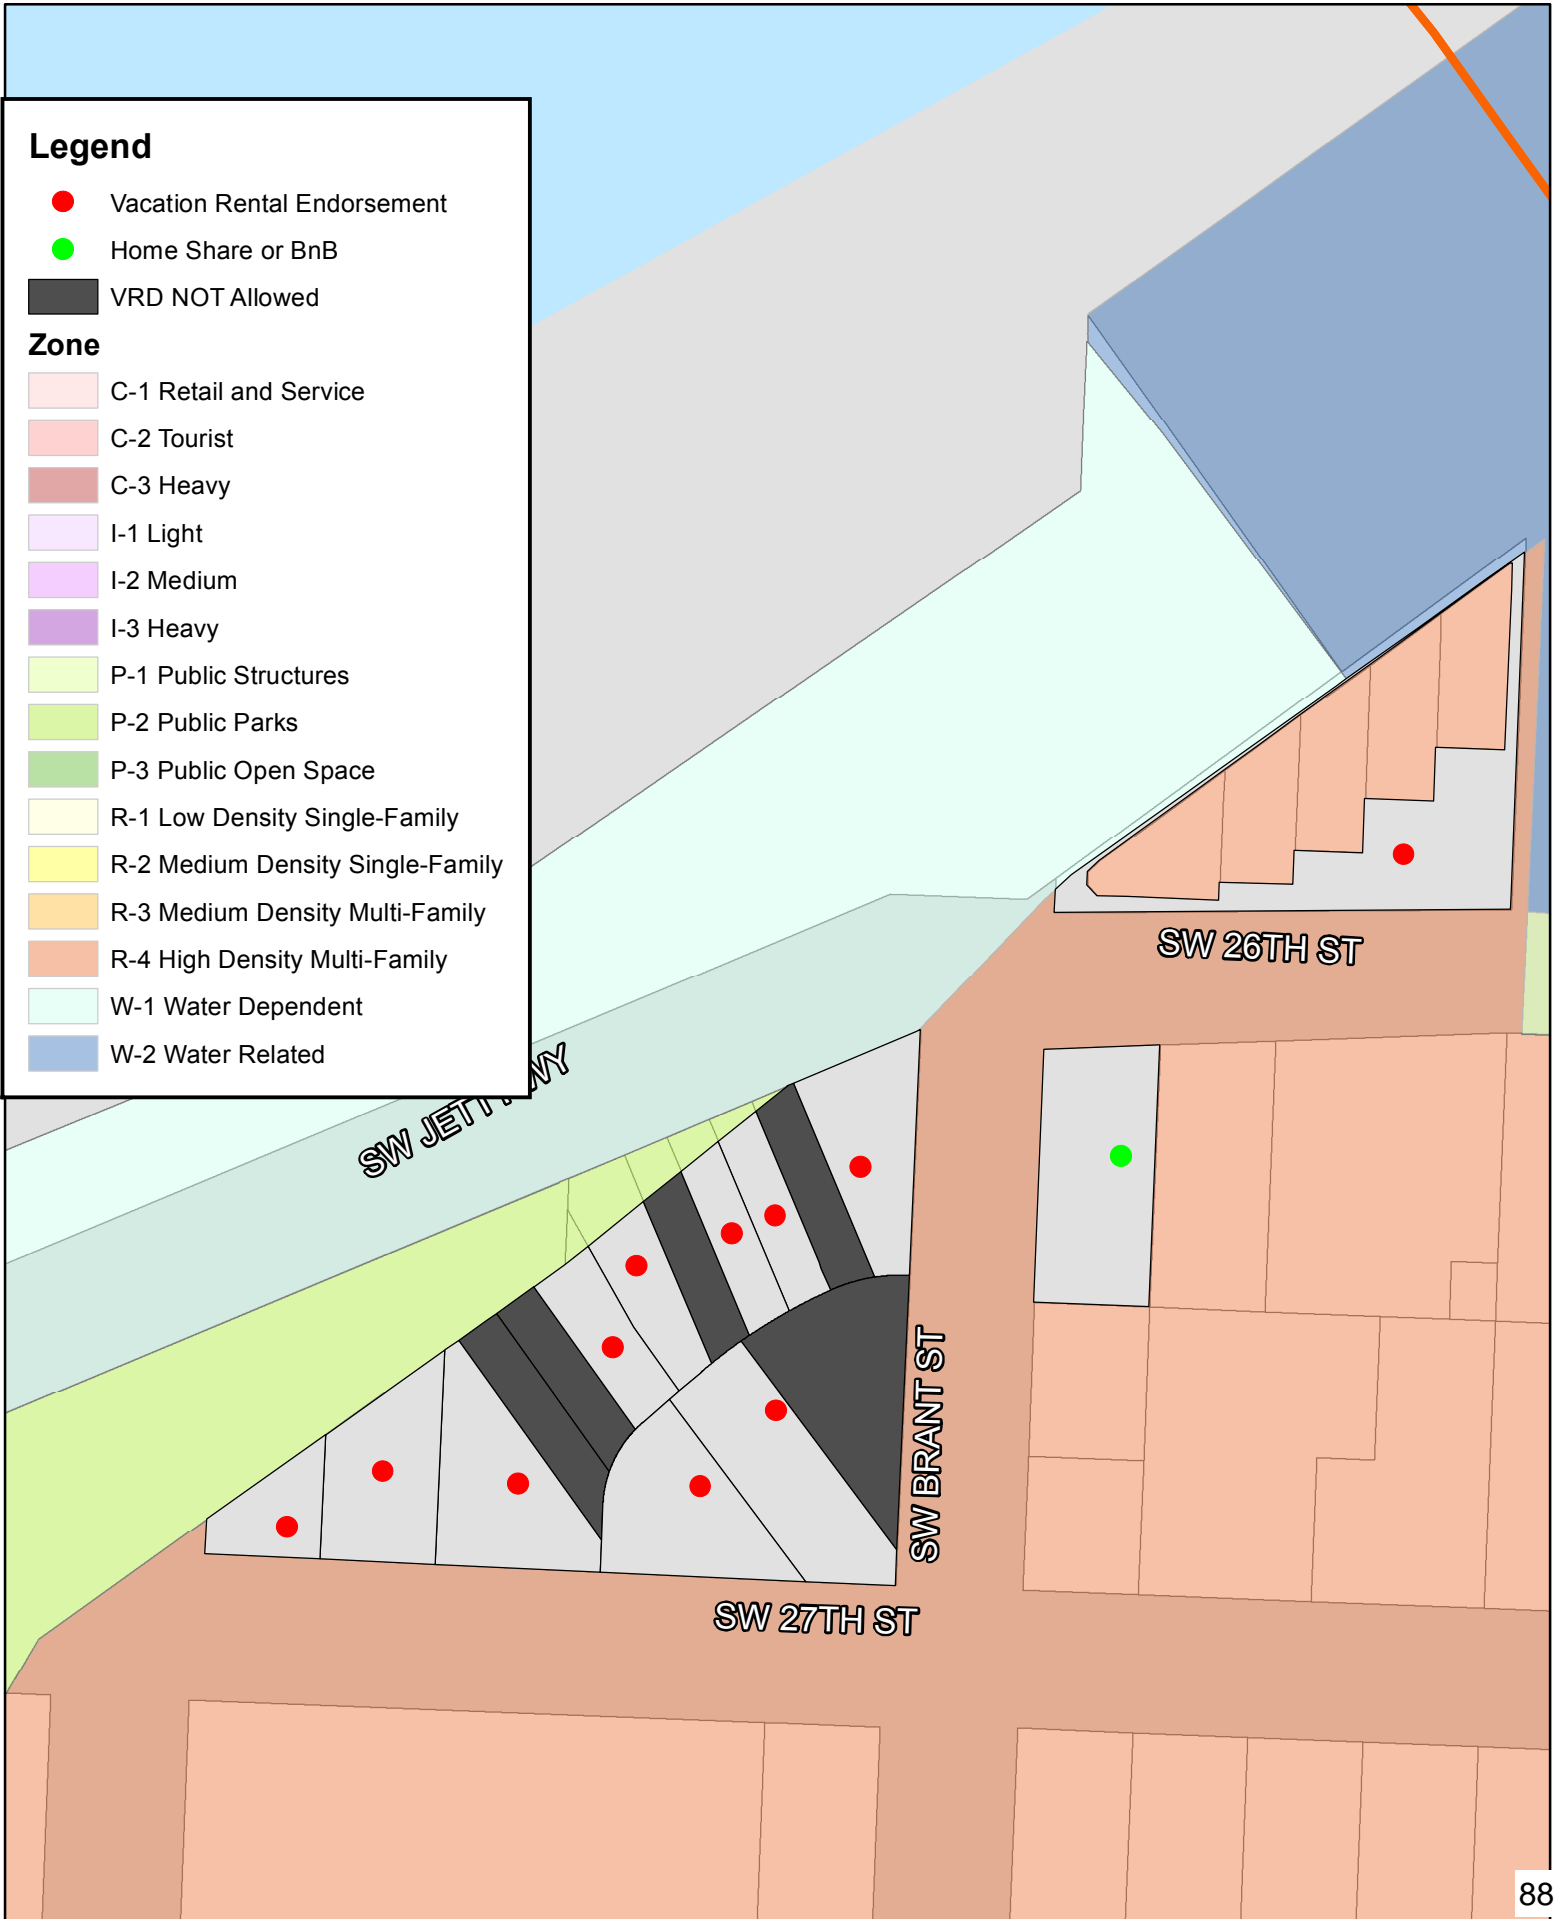 Legend
Vacation Rental Endorsement
Home Share or BnB
VRD NOT Allowed
Zone
C-1 Retail and Service
C-2 Tourist
C-3 Heavy
I-1 Light
I-2 Medium
I-3 Heavy
P-1 Public Structures
P-2 Public Parks
P-3 Public Open Space
R-1 Low Density Single-Family
R-2 Medium Density Single-Family
R-3 Medium Density Multi-Family
R-4 High Density Multi-Family
W-1 Water Dependent
W-2 Water Related
SW 26TH ST
SW JETTY WY
SW BRANT ST
SW 27TH ST
88